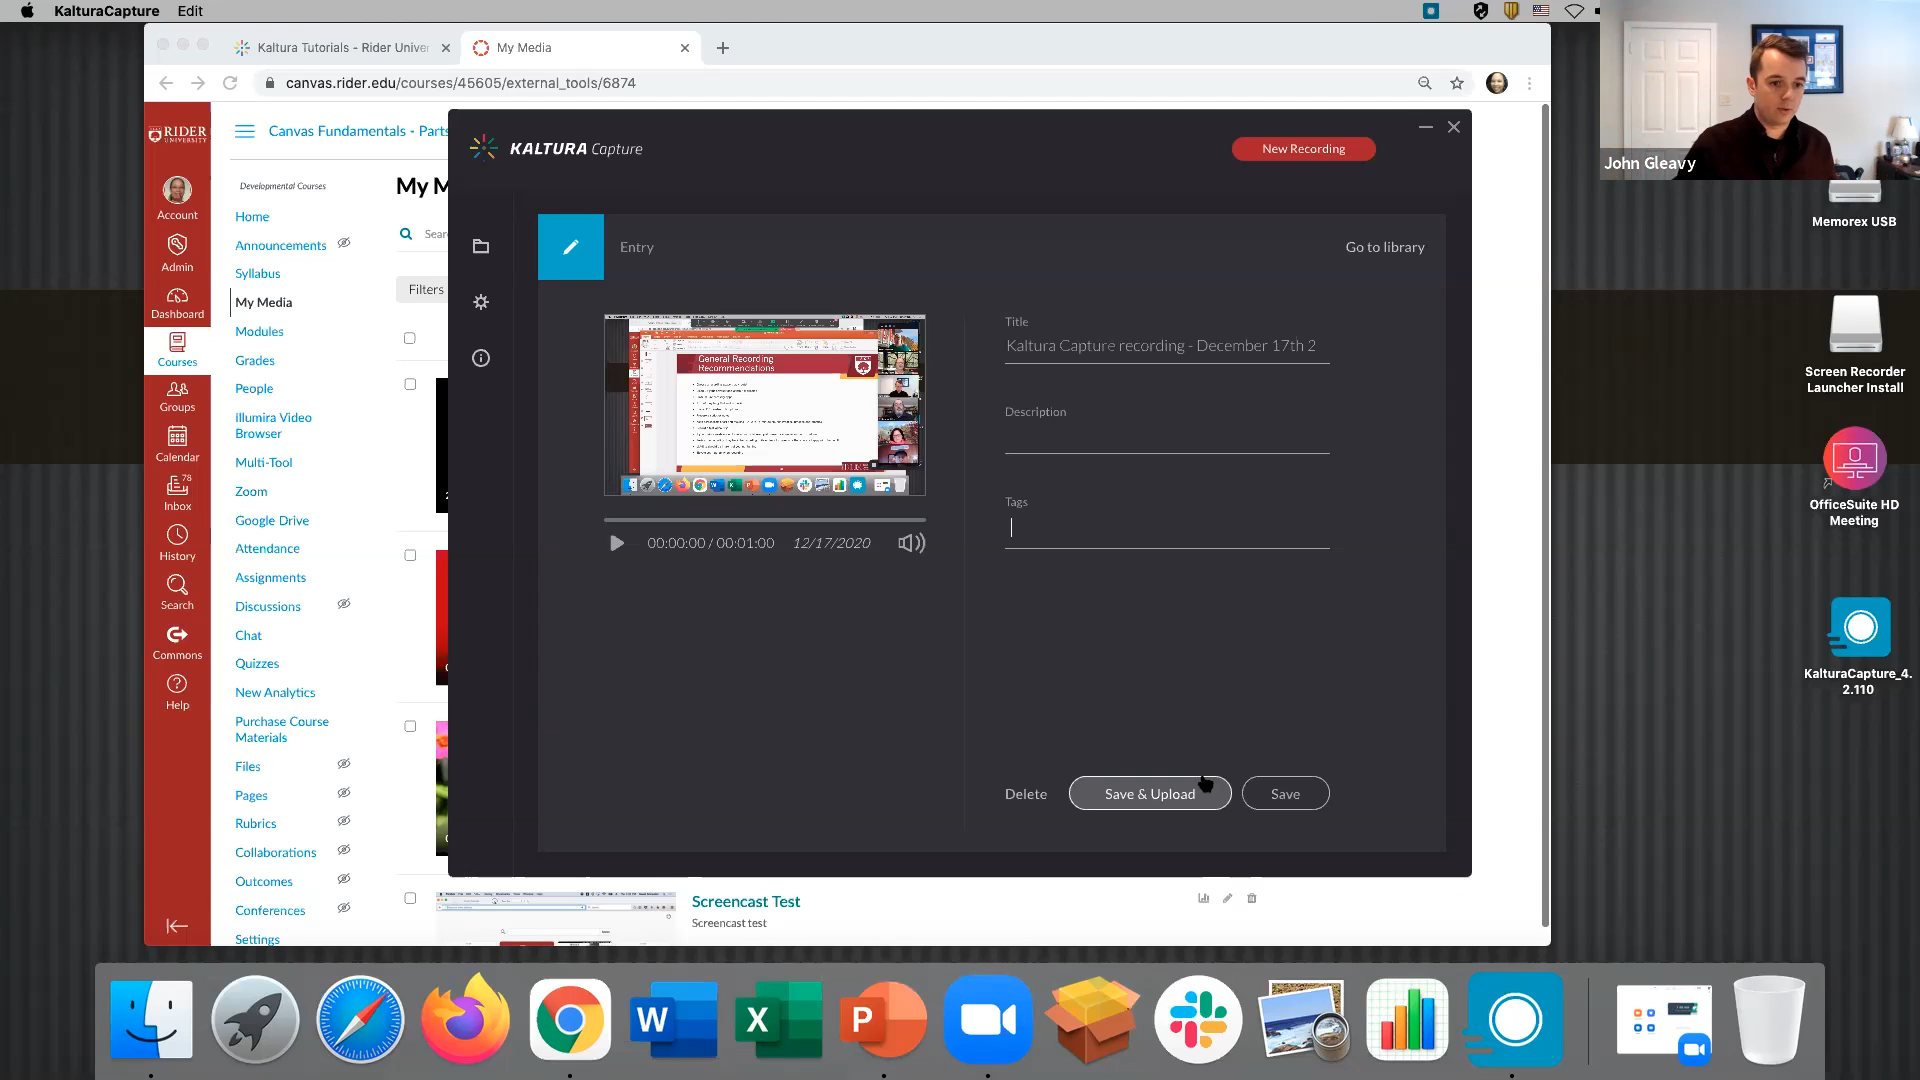 KalturaCapture Edit
Kaltura Tutorials - Rider Univer
My Media
canvas.rider.edu/courses/45605/external_tools/6874
John Gleavy
RIDER
UNIVERSITY
Canvas Fundamentals - Parts
KALTURA Capture
New Recording
Memorex USB
Developmental Courses
My M
Account
Home
Sear
Entry
Go to library
Announcements
Admin
Syllabus
Filters
My Media
Dashboard
Title
Kaltura Capture recording - December 17th 2
Modules
Courses
Grades
General Recording
Recommendations
Screen Recorder
Launcher Install
People
Groups
Description
illumira Video
Browser
Calendar
Multi-Tool
78
Inbox
Zoom
Tags
OfficeSuite HD
Meeting
Google Drive
History
Attendance
00:00:00 / 00:01:00 12/17/2020
Assignments
Search
Discussions
Chat
Commons
Quizzes
KalturaCapture_4.
2.110
New Analytics
Help
Purchase Course
Materials
Files
Pages
Delete
Save & Upload
Save
Rubrics
Collaborations
Outcomes
Screencast Test
Conferences
Screencast test
Settings
W
X
P